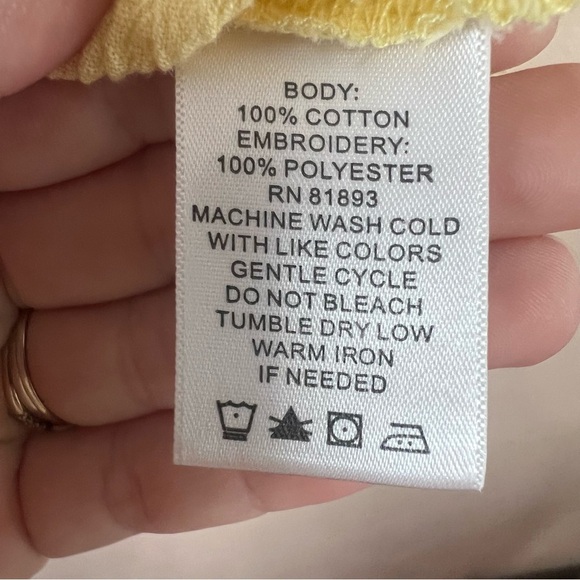 BODY:
100% COTTON
EMBROIDERY:
100% POLYESTER
RN 81893
MACHINE WASH COLD
WITH LIKE COLORS
GENTLE CYCLE
DO NOT BLEACH
TUMBLE DRY LOW
WARM IRON
IF NEEDED